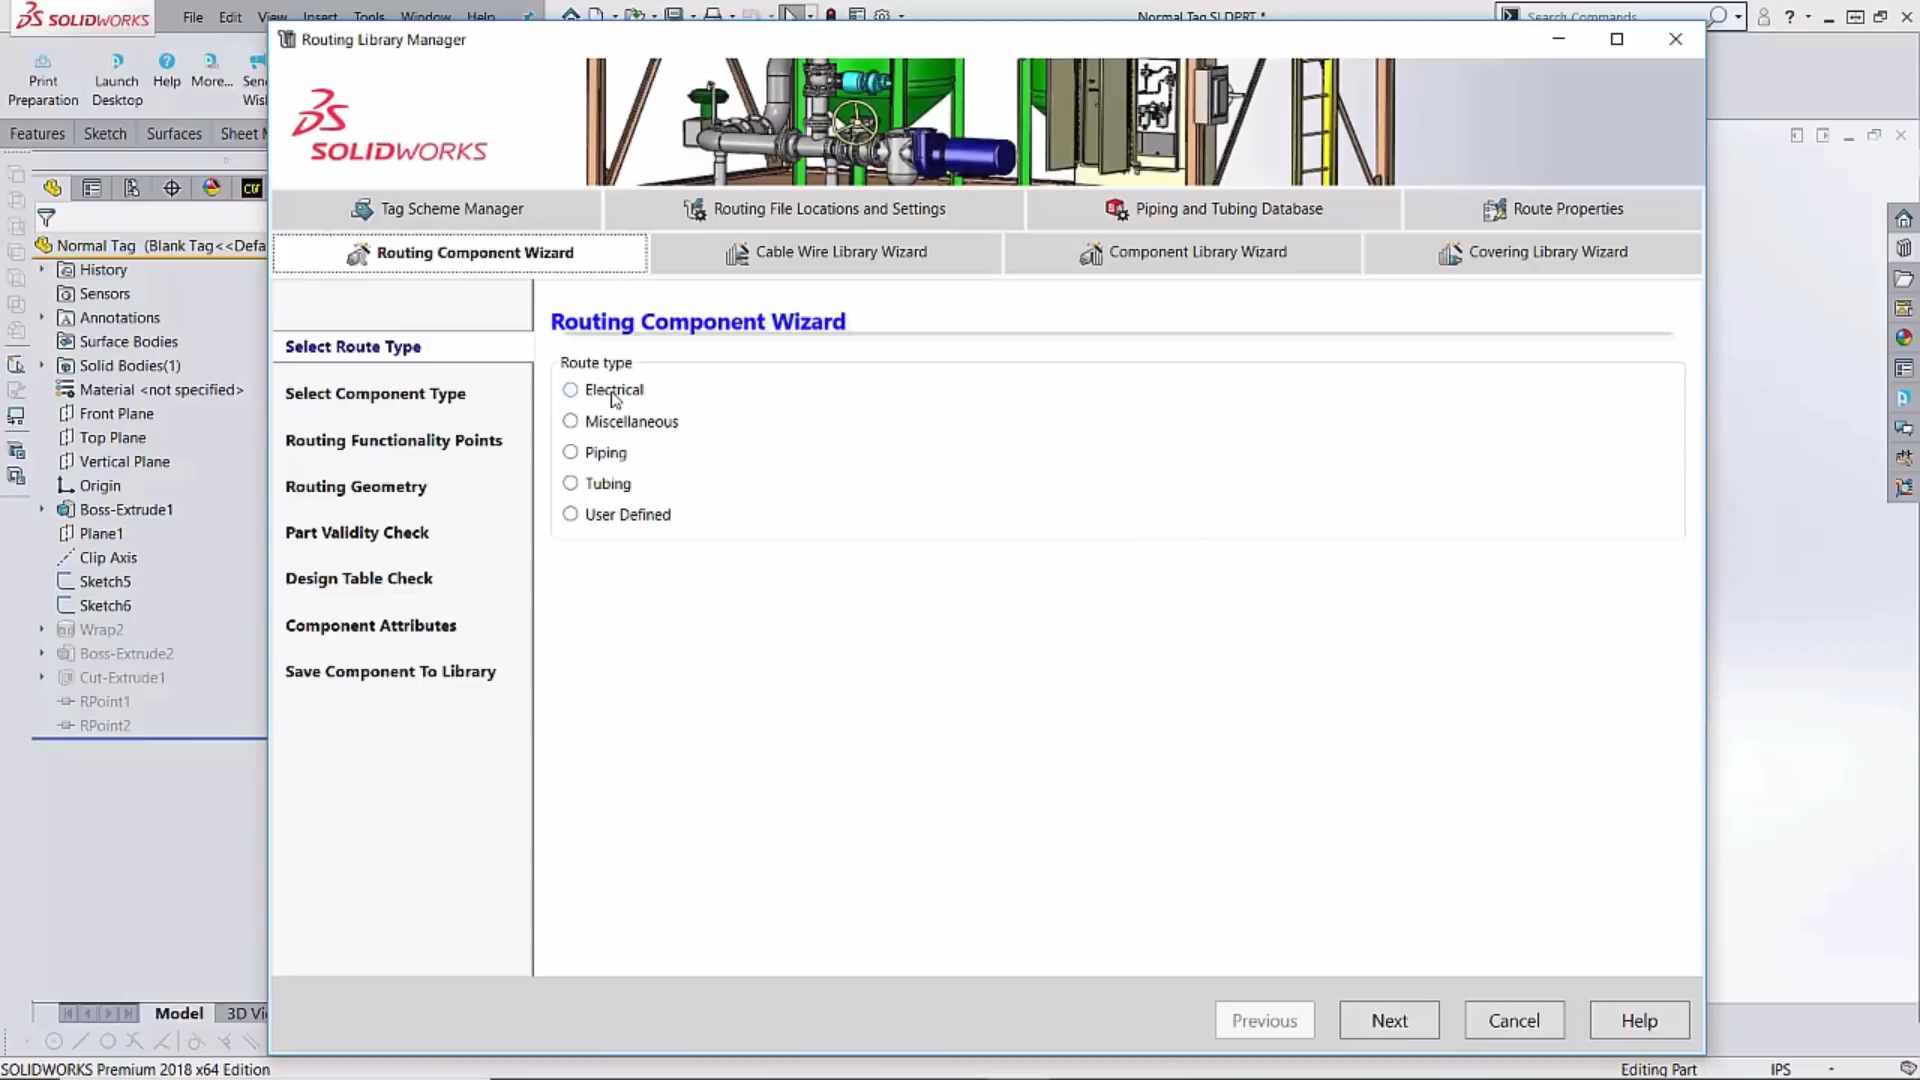 SOLIDWORKS
File Edit View Insert Tools Window Help
Normal Tag.SLDPRT *
Search Commands
Routing Library Manager
Print
Preparation
Launch
Desktop
Help
More...
SOLIDWORKS
Features Sketch Surfaces Sheet M
Tag Scheme Manager
Routing File Locations and Settings
Piping and Tubing Database
Route Properties
Routing Component Wizard
Cable Wire Library Wizard
Component Library Wizard
Covering Library Wizard
Normal Tag (Blank Tag<<Defa
History
Sensors
Annotations
Surface Bodies
Solid Bodies(1)
Material <not specified>
Front Plane
Top Plane
Vertical Plane
Origin
Boss-Extrude1
Plane1
Clip Axis
Sketch5
Sketch6
Wrap2
Boss-Extrude2
Cut-Extrude1
RPoint1
RPoint2
Select Route Type
Select Component Type
Routing Functionality Points
Routing Geometry
Part Validity Check
Design Table Check
Component Attributes
Save Component To Library
Routing Component Wizard
Route type
Electrical
Miscellaneous
Piping
Tubing
User Defined
Previous
Next
Cancel
Help
Model
3D Vi
SOLIDWORKS Premium 2018 x64 Edition
Editing Part
IPS
-